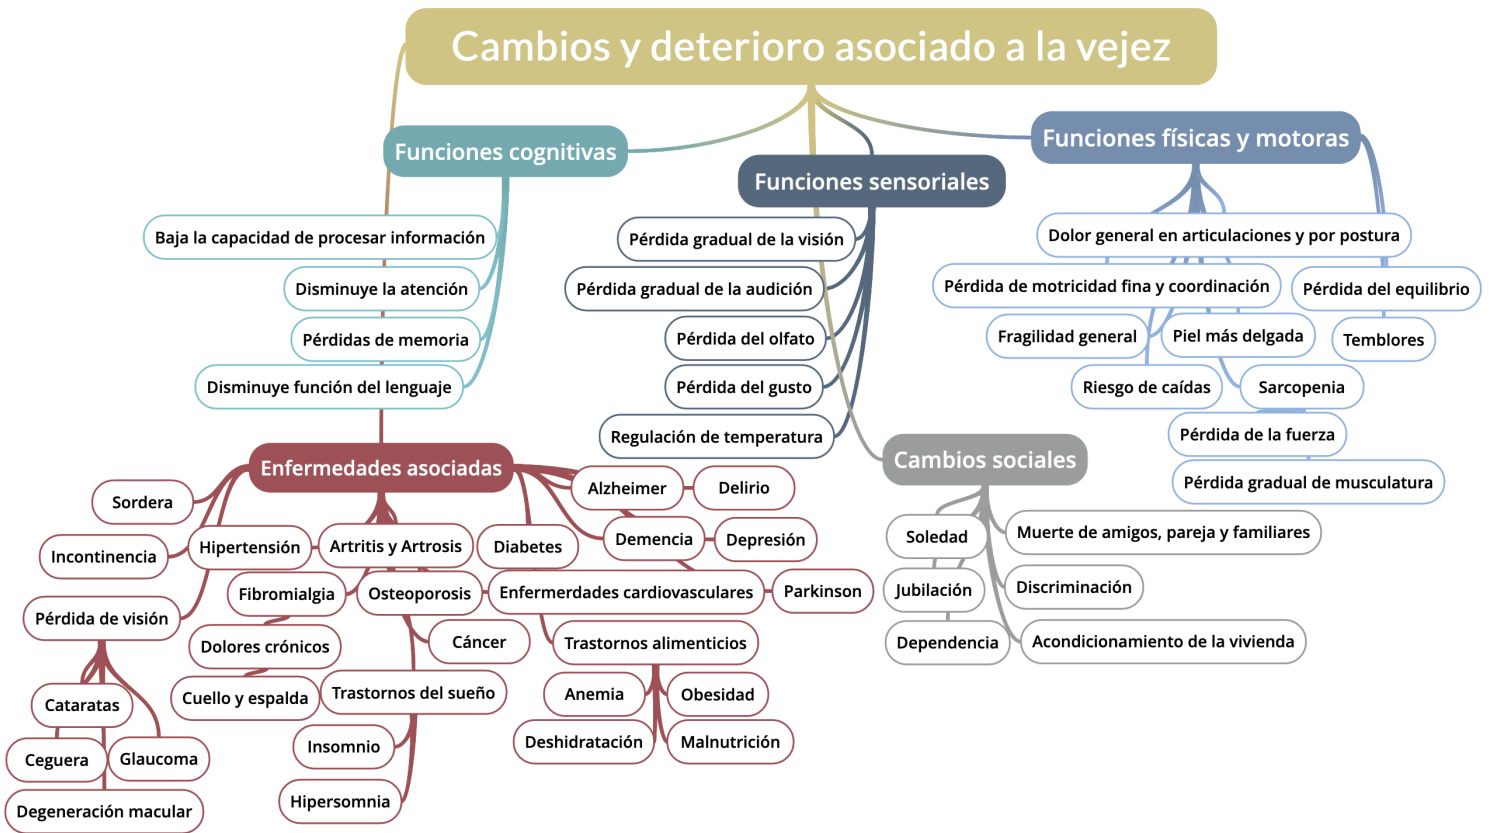 Cambios y deterioro asociado a la vejez
Funciones cognitivas
Baja la capacidad de procesar información
Disminuye la atención
Pérdidas de memoria
Disminuye función del lenguaje
Funciones sensoriales
Pérdida gradual de la visión
Pérdida gradual de la audición
Pérdida del olfato
Pérdida del gusto
Regulación de temperatura
Funciones físicas y motoras
Dolor general en articulaciones y por postura
Pérdida de motricidad fina y coordinación
Pérdida del equilibrio
Fragilidad general
Piel más delgada
Temblores
Riesgo de caídas
Sarcopenia
Pérdida de la fuerza
Pérdida gradual de musculatura
Enfermedades asociadas
Sordera
Incontinencia
Hipertensión
Artritis y Artrosis
Diabetes
Alzheimer
Delirio
Demencia
Depresión
Pérdida de visión
Fibromialgia
Osteoporosis
Enfermerdades cardiovasculares
Parkinson
Dolores crónicos
Cáncer
Trastornos alimenticios
Cuello y espalda
Trastornos del sueño
Anemia
Obesidad
Deshidratación
Malnutrición
Cataratas
Ceguera
Glaucoma
Degeneración macular
Insomnio
Hipersomnia
Cambios sociales
Soledad
Muerte de amigos, pareja y familiares
Jubilación
Discriminación
Dependencia
Acondicionamiento de la vivienda